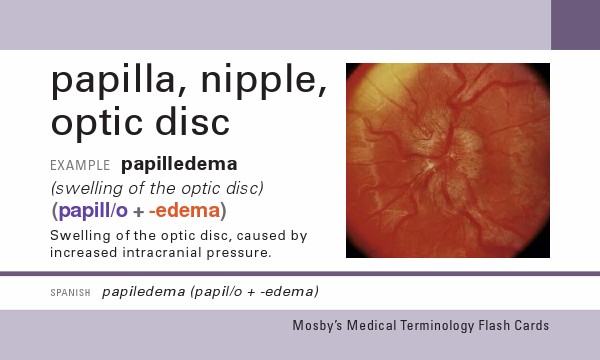 papilla, nipple,
optic disc
EXAMPLE papilledema
(swelling of the optic disc)
(papill/o + -edema)
Swelling of the optic disc, caused by
increased intracranial pressure.
SPANISH papiledema (papil/o + -edema)
Mosby's Medical Terminology Flash Cards